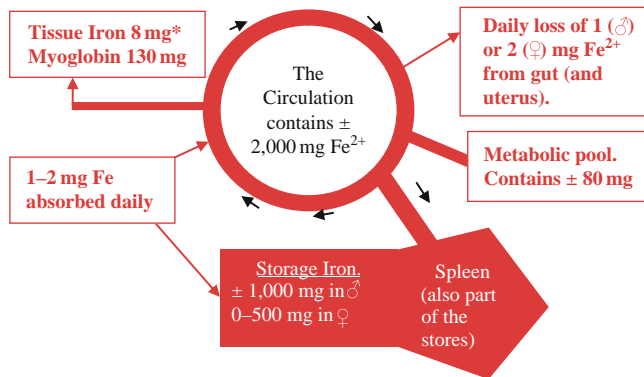 Tissue Iron 8 mg*
Myoglobin 130 mg
The
Circulation
contains ±
2,000 mg Fe²⁺
Daily loss of 1 (♂)
or 2 (♀) mg Fe²⁺
from gut (and
uterus).
1–2 mg Fe
absorbed daily
Metabolic pool.
Contains ± 80 mg
Storage Iron.
± 1,000 mg in ♂
0–500 mg in ♀
Spleen
(also part
of the
stores)